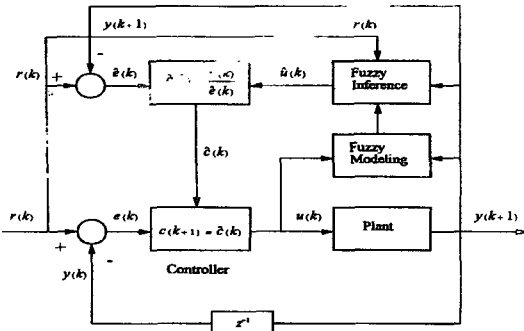 y(k+1)
r(k)
-
r(k)
+
ẽ(k)
ẽ(k)
û(k)
Fuzzy
Inference
c̃(k)
Fuzzy
Modeling
r(k)
+
e(k)
c(k+1) = c̃(k)
u(k)
Plant
y(k+1)
y(k)
-
Controller
z⁻¹